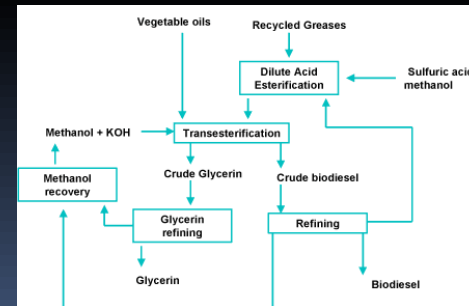 Vegetable oils
Recycled Greases
Dilute Acid
Esterification
Sulfuric acid
methanol
Methanol + KOH
Transesterification
Methanol
recovery
Crude Glycerin
Crude biodiesel
Glycerin
refining
Refining
Glycerin
Biodiesel